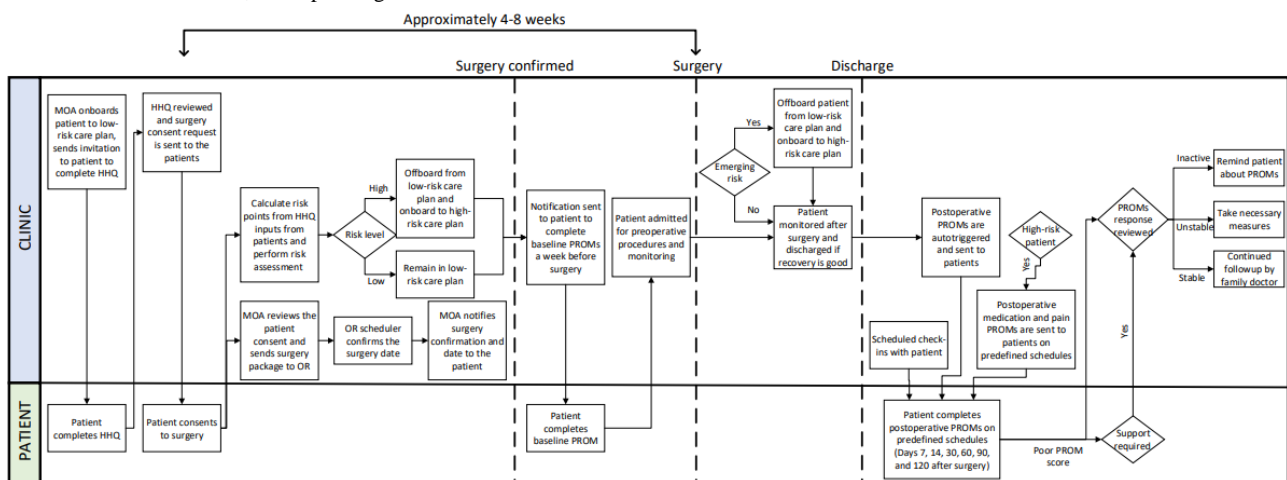 Approximately 4-8 weeks
Surgery confirmed
Surgery
Discharge
CLINIC
MOA onboards
patient to low-
risk care plan,
sends invitation
to patient to
complete HHQ
HHQ reviewed
and surgery
consent request
is sent to the
patients
Calculate risk
points from HHQ
inputs from
patients and
perform risk
assessment
Risk level
High
Low
Offboard from
low-risk care
plan and
onboard to high-
risk care plan
Remain in low-
risk care plan
MOA reviews the
patient consent
and sends surgery
package to OR
OR scheduler
confirms the
surgery date
MOA notifies
surgery
confirmation and
date to the
patient
Notification sent
to patient to
complete
baseline PROMs
a week before
surgery
Patient admitted
for preoperative
procedures and
monitoring
Emerging
risk
Yes
No
Offboard patient
from low-risk
care plan and
onboard to high-
risk care plan
Patient
monitored after
surgery and
discharged if
recovery is good
Postoperative
PROMs are
autotriggered
and sent to
patients
High-risk
patient
Yes
Postoperative
medication and pain
PROMs are sent to
patients on
predefined schedules
Scheduled check-
ins with patient
PROMs
response
reviewed
Inactive
Unstable
Stable
Remind patient
about PROMs
Take necessary
measures
Continued
followup by
family doctor
Yes
PATIENT
Patient
completes HHQ
Patient consents
to surgery
Patient
completes
baseline PROM
Patient completes
postoperative PROMs on
predefined schedules
(Days 7, 14, 30, 60, 90,
and 120 after surgery)
Poor PROM
score
Support
required